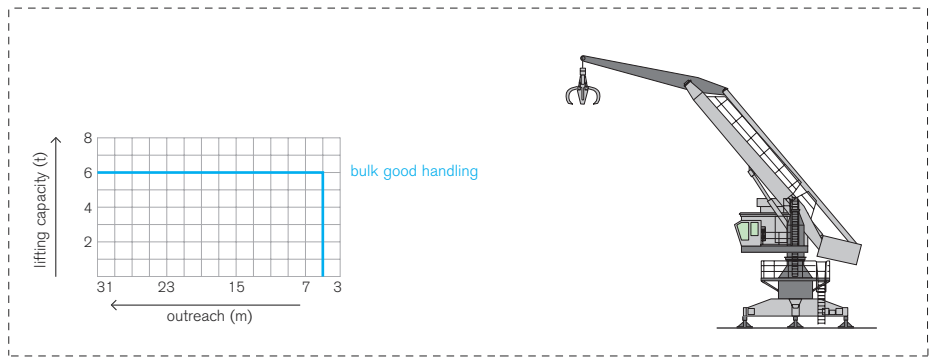 lifting capacity (t)
8
6
4
2
bulk good handling
31 23 15 7 3
outreach (m)